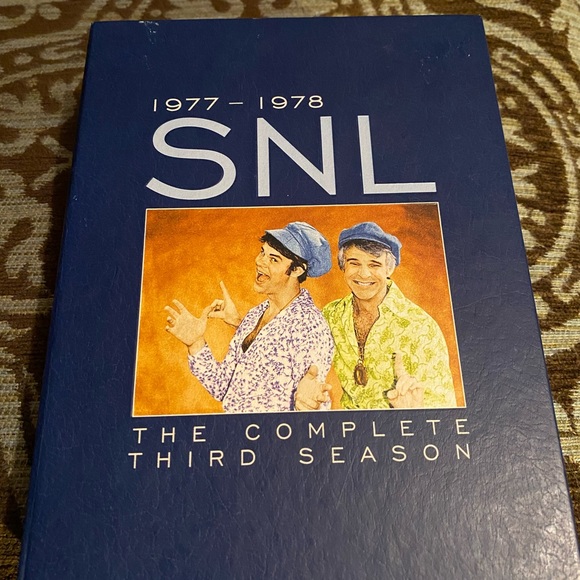 1977 – 1978
SNL
THE COMPLETE
THIRD SEASON